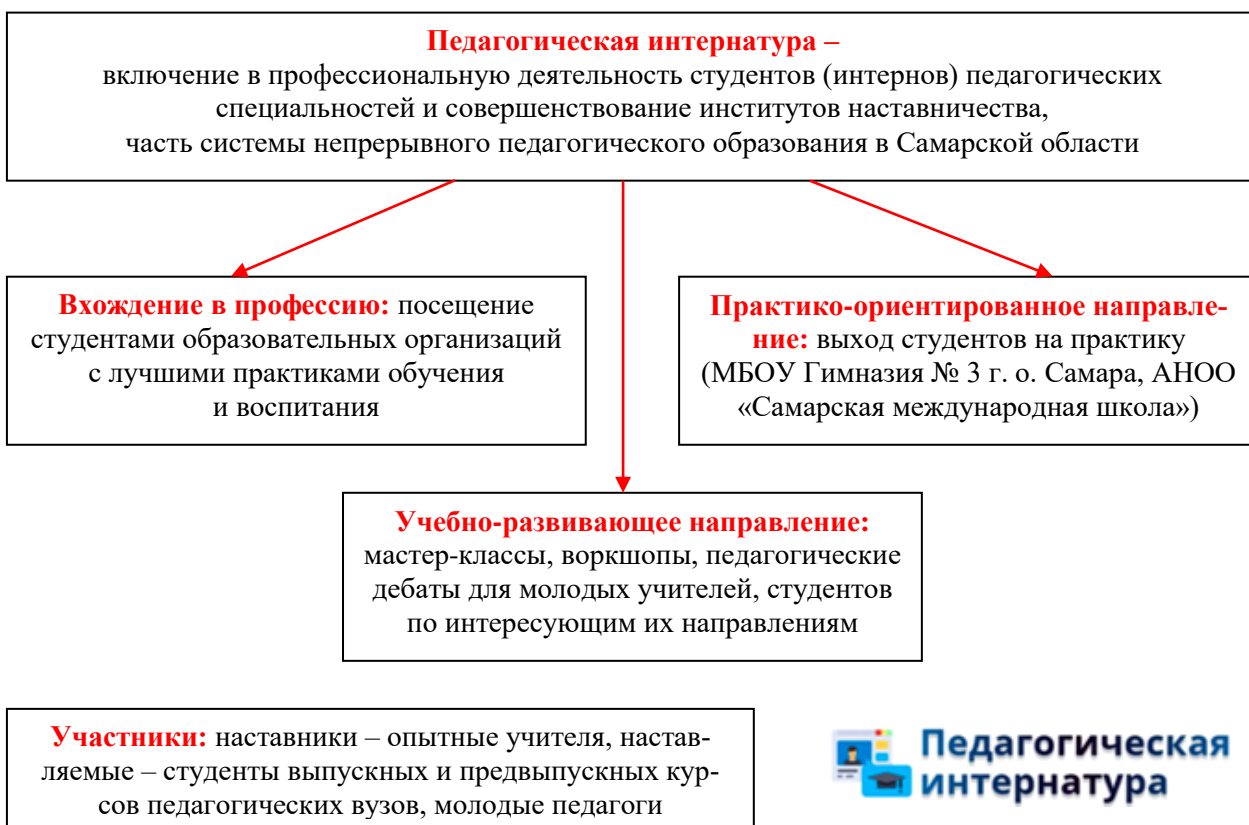 Педагогическая интернатура –
включение в профессиональную деятельность студентов (интернов) педагогических
специальностей и совершенствование институтов наставничества,
часть системы непрерывного педагогического образования в Самарской области
Вхождение в профессию: посещение
студентами образовательных организаций
с лучшими практиками обучения
и воспитания
Практико-ориентированное направле-
ние: выход студентов на практику
(МБОУ Гимназия № 3 г. о. Самара, АНОО
«Самарская международная школа»)
Учебно-развивающее направление:
мастер-классы, воркшопы, педагогические
дебаты для молодых учителей, студентов
по интересующим их направлениям
Участники: наставники – опытные учителя, настав-
ляемые – студенты выпускных и предвыпускных кур-
сов педагогических вузов, молодые педагоги
Педагогическая
интернатура